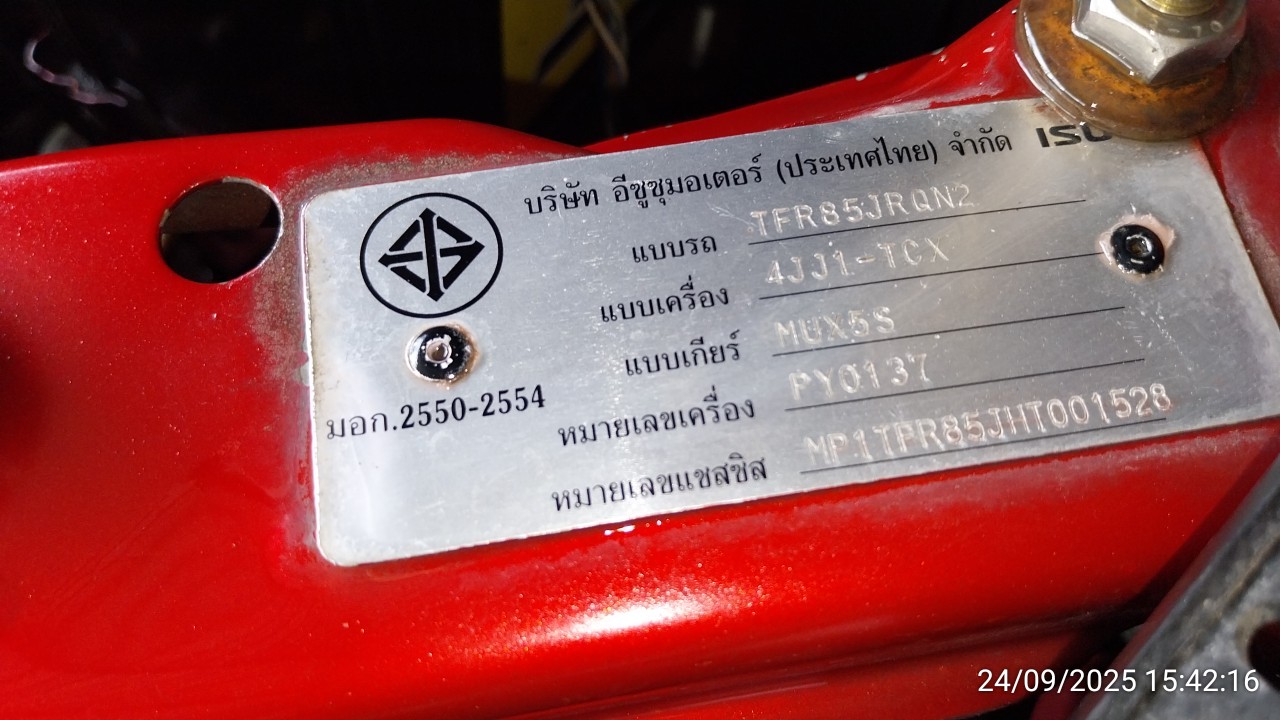 บริษัท อีซูซุมอเตอร์ (ประเทศไทย) จำกัด ISU
แบบรถ TFR85JRQN2
แบบเครื่อง 4JJ1-TCX
แบบเกียร์ MUX5S
หมายเลขเครื่อง PY0137
หมายเลขแชสซิส MP1TFR85JHT001528
มอก.2550-2554
24/09/2025 15:42:16